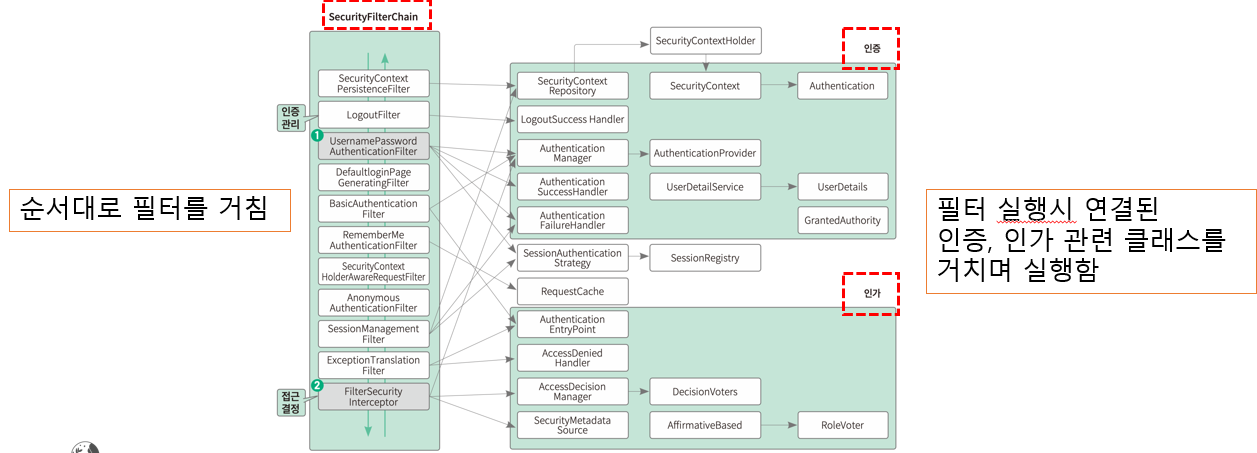 SecurityFilterChain
SecurityContextHolder
인증
SecurityContext
PersistenceFilter
SecurityContext
Repository
SecurityContext
Authentication
인증
관리
LogoutFilter
LogoutSuccess Handler
1
UsernamePassword
AuthenticationFilter
Authentication
Manager
AuthenticationProvider
DefaultloginPage
GeneratingFilter
Authentication
SuccessHandler
UserDetailService
UserDetails
순서대로 필터를 거침
BasicAuthentication
Filter
Authentication
FailureHandler
GrantedAuthority
필터 실행시 연결된
인증, 인가 관련 클래스를
거치며 실행함
RememberMe
AuthenticationFilter
SessionAuthentication
Strategy
SessionRegistry
SecurityContext
HolderAwareRequestFilter
RequestCache
인가
Anonymous
AuthenticationFilter
Authentication
EntryPoint
SessionManagement
Filter
AccessDenied
Handler
ExceptionTranslation
Filter
2
접근
결정
FilterSecurity
Interceptor
AccessDecision
Manager
DecisionVoters
SecurityMetadata
Source
AffirmativeBased
RoleVoter